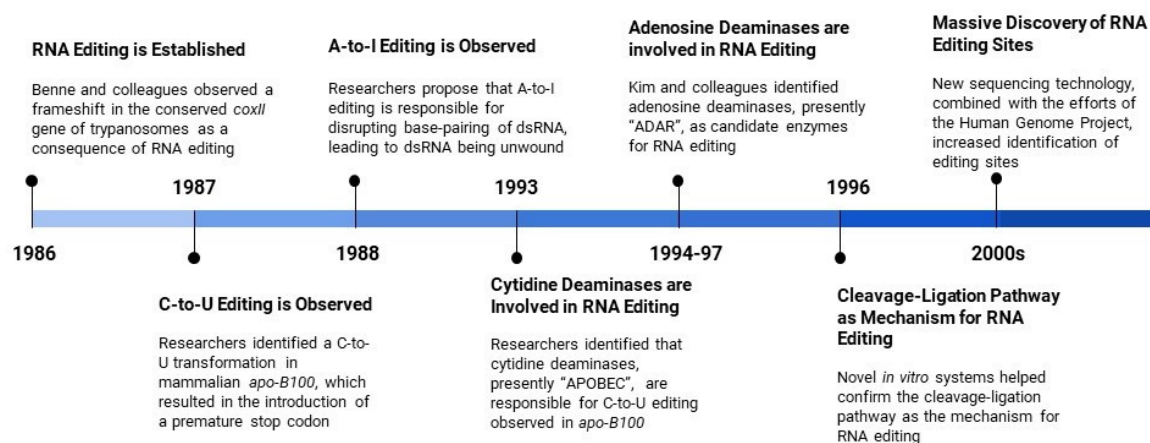 RNA Editing is Established
Benne and colleagues observed a
frameshift in the conserved coxII
gene of trypanosomes as a
consequence of RNA editing
1986
1987
C-to-U Editing is Observed
Researchers identified a C-to-
U transformation in
mammalian apo-B100, which
resulted in the introduction of
a premature stop codon
A-to-I Editing is Observed
Researchers propose that A-to-I
editing is responsible for
disrupting base-pairing of dsRNA,
leading to dsRNA being unwound
1988
1993
Cytidine Deaminases are
Involved in RNA Editing
Researchers identified that
cytidine deaminases,
presently “APOBEC”, are
responsible for C-to-U editing
observed in apo-B100
Adenosine Deaminases are
involved in RNA Editing
Kim and colleagues identified
adenosine deaminases, presently
“ADAR”, as candidate enzymes
for RNA editing
1994-97
1996
Cleavage-Ligation Pathway
as Mechanism for RNA
Editing
Novel in vitro systems helped
confirm the cleavage-ligation
pathway as the mechanism for
RNA editing
Massive Discovery of RNA
Editing Sites
New sequencing technology,
combined with the efforts of
the Human Genome Project,
increased identification of
editing sites
2000s